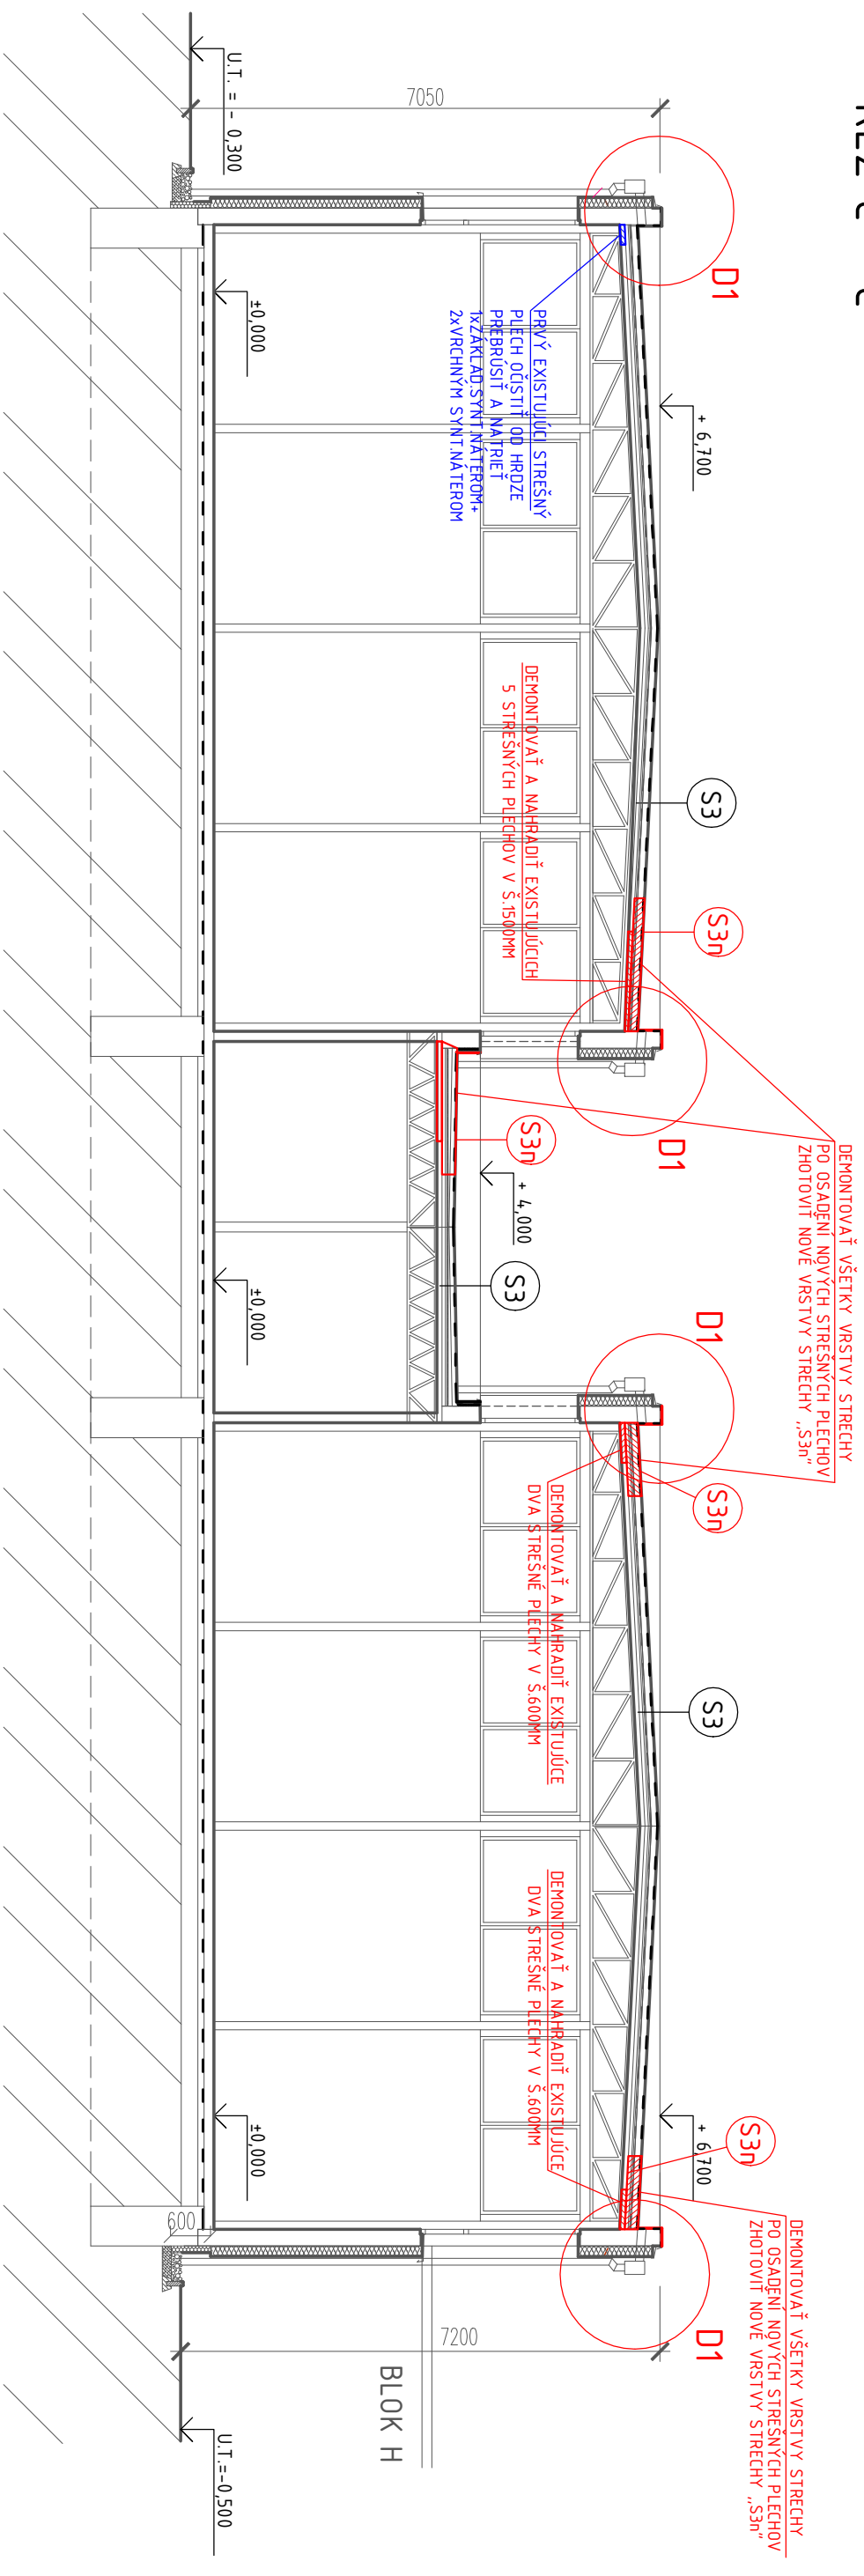 REZ C - C
D1
D1
D1
D1
+ 6,700
+ 6,700
+ 4,000
S3
S3
S3
S3n
S3n
S3n
S3n
DEMONTOVAŤ VŠETKY VRSTVY STRECHY
PO OSADENÍ NOVÝCH STREŠNÝCH PLECHOV
ZHOTOVIŤ NOVÉ VRSTVY STRECHY „S3n"
DEMONTOVAŤ VŠETKY VRSTVY STRECHY
PO OSADENÍ NOVÝCH STREŠNÝCH PLECHOV
ZHOTOVIŤ NOVÉ VRSTVY STRECHY „S3n"
PRVÝ EXISTUJÚCI STREŠNÝ
PLECH OČISTIŤ OD HRDZE
PREBRÚSIŤ A NATRIEŤ
1xZÁKLAD.SYNT.NÁTEROM+
2xVRCHNÝM SYNT.NÁTEROM
DEMONTOVAŤ A NAHRADIŤ EXISTUJÚCICH
5 STREŠNÝCH PLECHOV V Š.1500MM
DEMONTOVAŤ A NAHRADIŤ EXISTUJÚCE
DVA STREŠNÉ PLECHY V Š.600MM
DEMONTOVAŤ A NAHRADIŤ EXISTUJÚCE
DVA STREŠNÉ PLECHY V Š.600MM
7050
7200
600
±0,000
±0,000
±0,000
U.T. = - 0,300
U.T.=-0,500
BLOK H